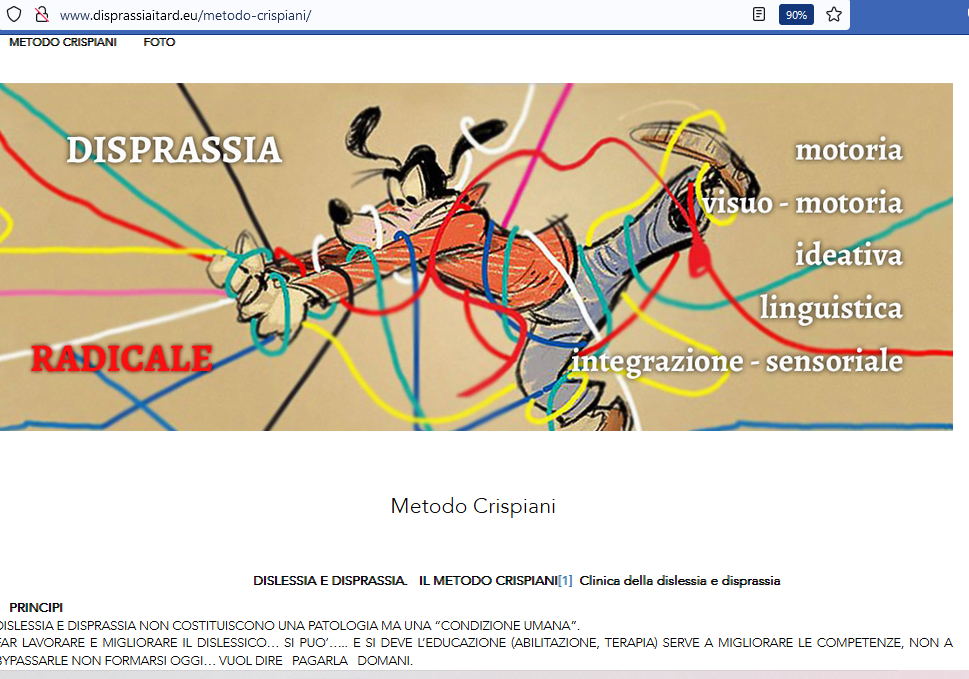 www.disprassiaitard.eu/metodo-crispiani/
90%
METODO CRISPIANI FOTO
DISPRASSIA
motoria
visuo - motoria
ideativa
linguistica
RADICALE
integrazione - sensoriale
Metodo Crispiani
DISLESSIA E DISPRASSIA. IL METODO CRISPIANI[1] Clinica della dislessia e disprassia
PRINCIPI
DISLESSIA E DISPRASSIA NON COSTITUISCONO UNA PATOLOGIA MA UNA “CONDIZIONE UMANA”.
FAR LAVORARE E MIGLIORARE IL DISLESSICO… SI PUO’….. E SI DEVE L’EDUCAZIONE (ABILITAZIONE, TERAPIA) SERVE A MIGLIORARE LE COMPETENZE, NON A
BYPASSARLE NON FORMARSI OGGI… VUOL DIRE PAGARLA DOMANI.